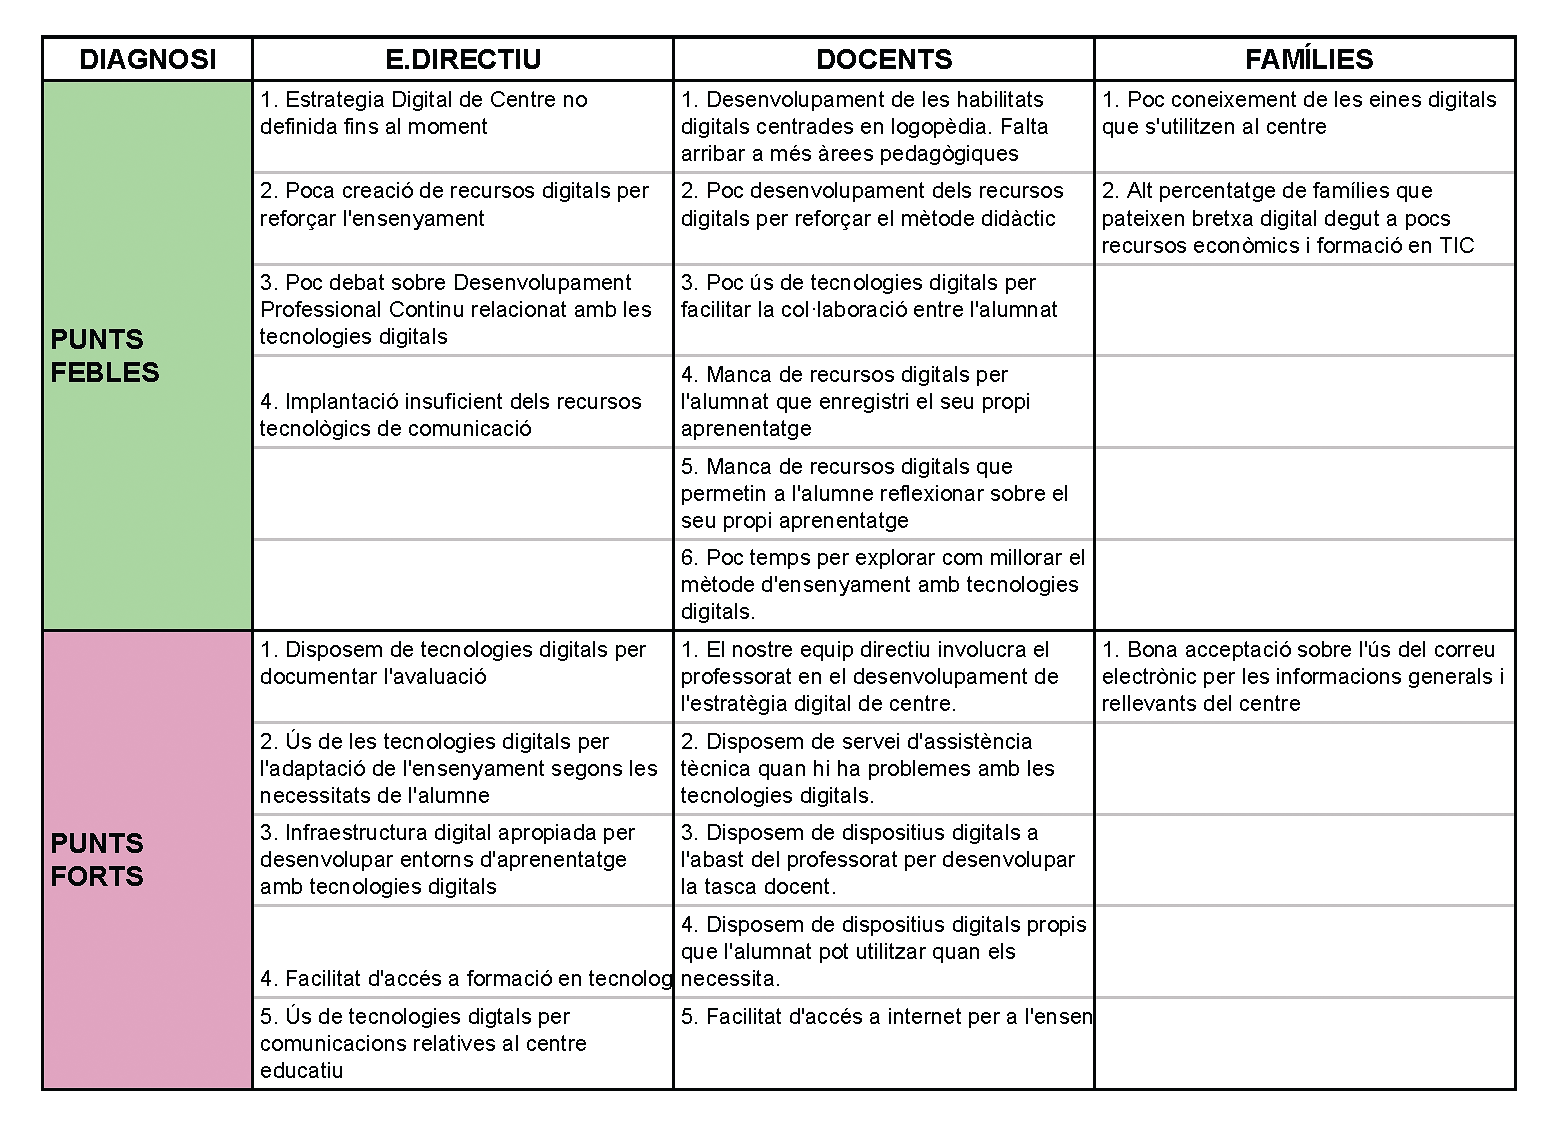 DIAGNOSI
E.DIRECTIU
DOCENTS
FAMÍLIES
PUNTS
FEBLES
1. Estrategia Digital de Centre no
definida fins al moment
1. Desenvolupament de les habilitats
digitals centrades en logopèdia. Falta
arribar a més àrees pedagògiques
1. Poc coneixement de les eines digitals
que s'utilitzen al centre
2. Poca creació de recursos digitals per
reforçar l'ensenyament
2. Poc desenvolupament dels recursos
digitals per reforçar el mètode didàctic
2. Alt percentatge de famílies que
pateixen bretxa digital degut a pocs
recursos econòmics i formació en TIC
3. Poc debat sobre Desenvolupament
Professional Continu relacionat amb les
tecnologies digitals
3. Poc ús de tecnologies digitals per
facilitar la col·laboració entre l'alumnat
4. Implantació insuficient dels recursos
tecnològics de comunicació
4. Manca de recursos digitals per
l'alumnat que enregistri el seu propi
aprenentatge
5. Manca de recursos digitals que
permetin a l'alumne reflexionar sobre el
seu propi aprenentatge
6. Poc temps per explorar com millorar el
mètode d'ensenyament amb tecnologies
digitals.
PUNTS
FORTS
1. Disposem de tecnologies digitals per
documentar l'avaluació
1. El nostre equip directiu involucra el
professorat en el desenvolupament de
l'estratègia digital de centre.
1. Bona acceptació sobre l'ús del correu
electrònic per les informacions generals i
rellevants del centre
2. Ús de les tecnologies digitals per
l'adaptació de l'ensenyament segons les
necessitats de l'alumne
2. Disposem de servei d'assistència
tècnica quan hi ha problemes amb les
tecnologies digitals.
3. Infraestructura digital apropiada per
desenvolupar entorns d'aprenentatge
amb tecnologies digitals
3. Disposem de dispositius digitals a
l'abast del professorat per desenvolupar
la tasca docent.
4. Facilitat d'accés a formació en tecnolog
4. Disposem de dispositius digitals propis
que l'alumnat pot utilitzar quan els
necessita.
5. Ús de tecnologies digtals per
comunicacions relatives al centre
educatiu
5. Facilitat d'accés a internet per a l'ensen